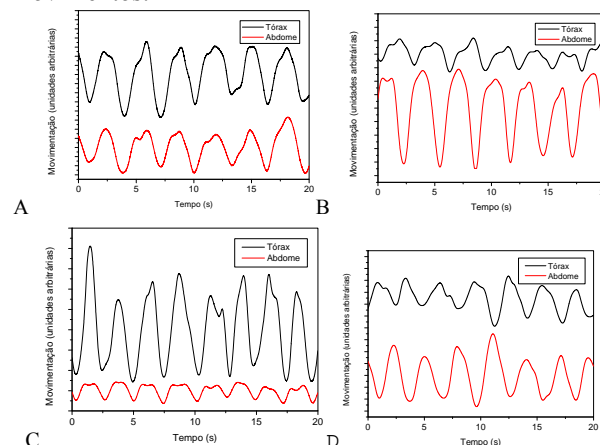 Movimentação (unidades arbitrárias)
Tórax
Abdome
0 5 10 15 20
Tempo (s)
A
Movimentação (unidades arbitrárias)
Tórax
Abdome
0 5 10 15
Tempo (s)
B
Movimentação (unidades arbitrárias)
Tórax
Abdome
0 5 10 15 20
Tempo (s)
C
Movimentação (unidades arbitrárias)
Tórax
Abdome
0 5 10 15 20
Tempo (s)
D